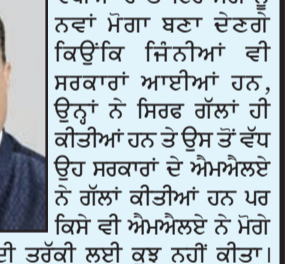 ਨਵਾਂ ਮੋਗਾ ਬਣਾ ਦੇਣਗੇ
ਕਿਉਂਕਿ ਜਿੰਨੀਆਂ ਵੀ
ਸਰਕਾਰਾਂ ਆਈਆਂ ਹਨ,
ਉਨ੍ਹਾਂ ਨੇ ਸਿਰਫ ਗੱਲਾਂ ਹੀ
ਕੀਤੀਆਂ ਹਨ ਤੇ ਉਸ ਤੋਂ ਵੱਧ
ਉਹ ਸਰਕਾਰਾਂ ਦੇ ਐਮਐਲਏ
ਨੇ ਗੱਲਾਂ ਕੀਤੀਆਂ ਹਨ ਪਰ
ਕਿਸੇ ਵੀ ਐਮਐਲਏ ਨੇ ਮੋਗੇ
ਦੀ ਤਰੱਕੀ ਲਈ ਕੁਝ ਨਹੀਂ ਕੀਤਾ।